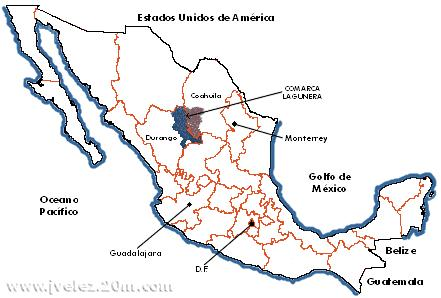 Estados Unidos de América
COMARCA
LAGUNERA
Coahuila
Durango
Monterrey
Golfo de
México
Oceano
Pacífico
Guadalajara
D.F.
Belize
Guatemala
www.jvelez.20m.com